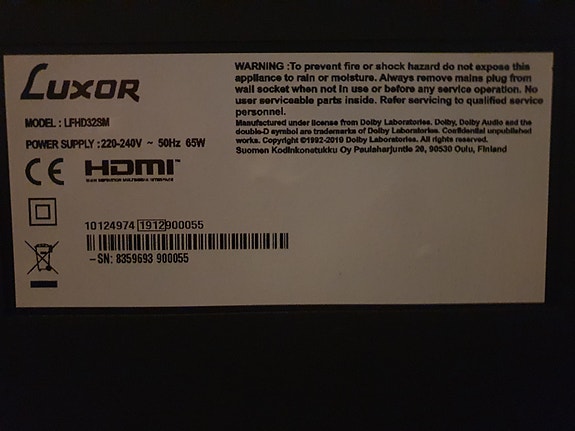 LUXOR
MODEL : LFHD32SM
POWER SUPPLY : 220-240V ~ 50Hz 65W
CE HDMI™
HIGH-DEFINITION MULTIMEDIA INTERFACE
10124974 1912 900055
-SN: 8359693 900055
WARNING :To prevent fire or shock hazard do not expose this
appliance to rain or moisture. Always remove mains plug from
wall socket when not in use or before any service operation. No
user serviceable parts inside. Refer servicing to qualified service
personnel.
Manufactured under license from Dolby Laboratories. Dolby, Dolby Audio and the
double-D symbol are trademarks of Dolby Laboratories. Confidential unpublished
works. Copyright ©1992-2019 Dolby Laboratories. All rights reserved.
Suomen Kodinkonetukku Oy Paulaharjuntie 20, 90530 Oulu, Finland